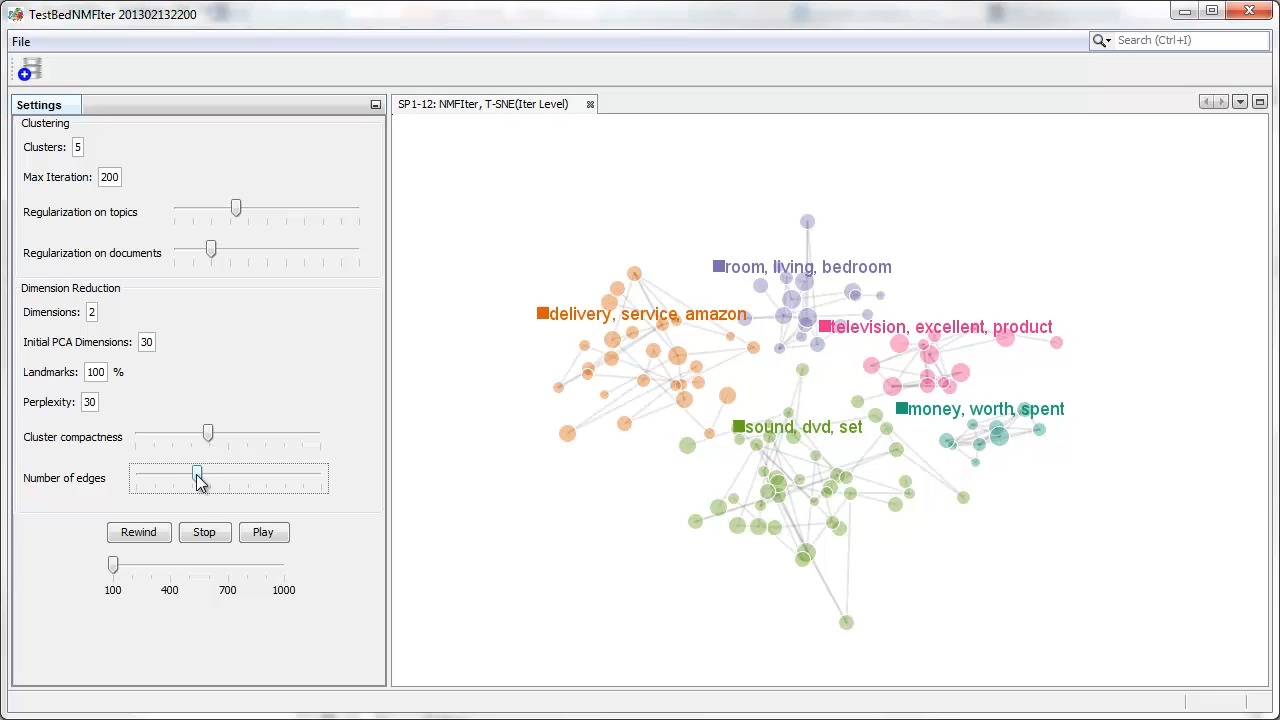 TestBedNMFIter 201302132200
File
Search (Ctrl+I)
Settings
SP1-12: NMFIter, T-SNE(Iter Level)
Clustering
Clusters: 5
Max Iteration: 200
Regularization on topics
Regularization on documents
Dimension Reduction
Dimensions: 2
Initial PCA Dimensions: 30
Landmarks: 100 %
Perplexity: 30
Cluster compactness
Number of edges
Rewind Stop Play
100 400 700 1000
room, living, bedroom
delivery, service, amazon
television, excellent, product
money, worth, spent
sound, dvd, set